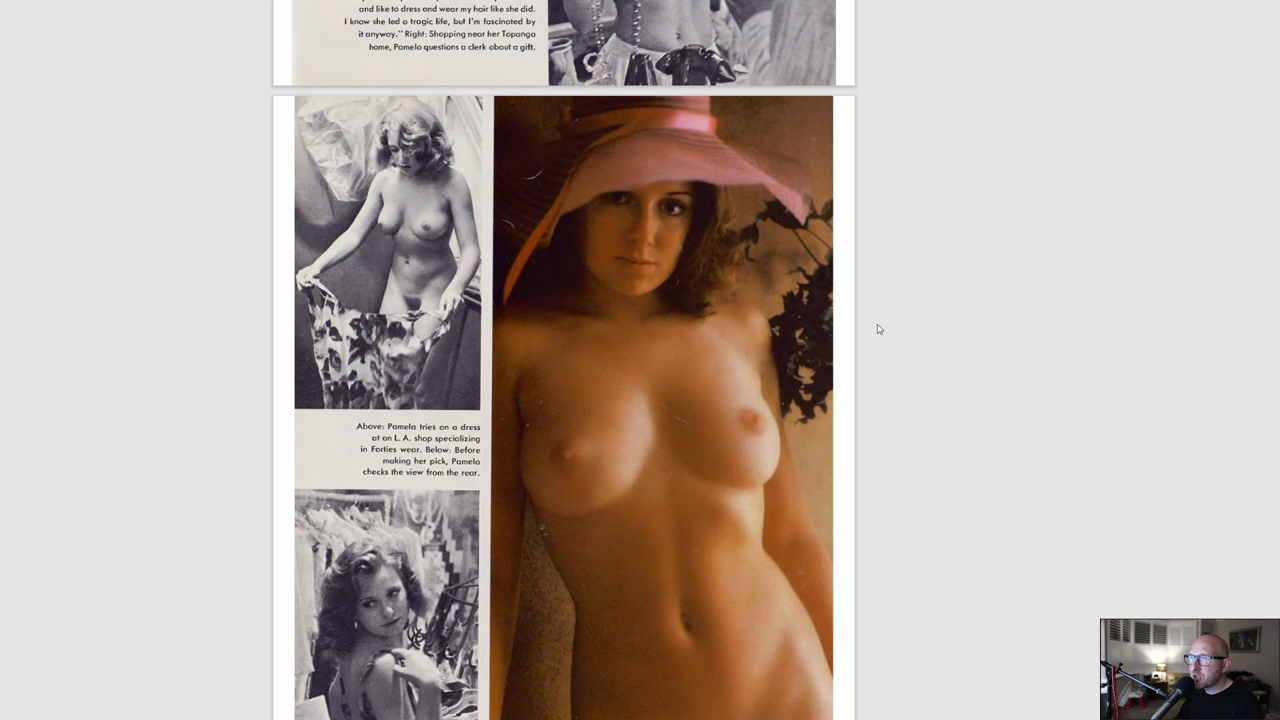 and like to dress and wear my hair like she did.
I know she led a tragic life, but I'm fascinated by
it anyway." Right: Shopping near her Topanga
home, Pamela questions a clerk about a gift.
Above: Pamela tries on a dress
at an L. A. shop specializing
in Forties wear. Below: Before
making her pick, Pamela
checks the view from the rear.